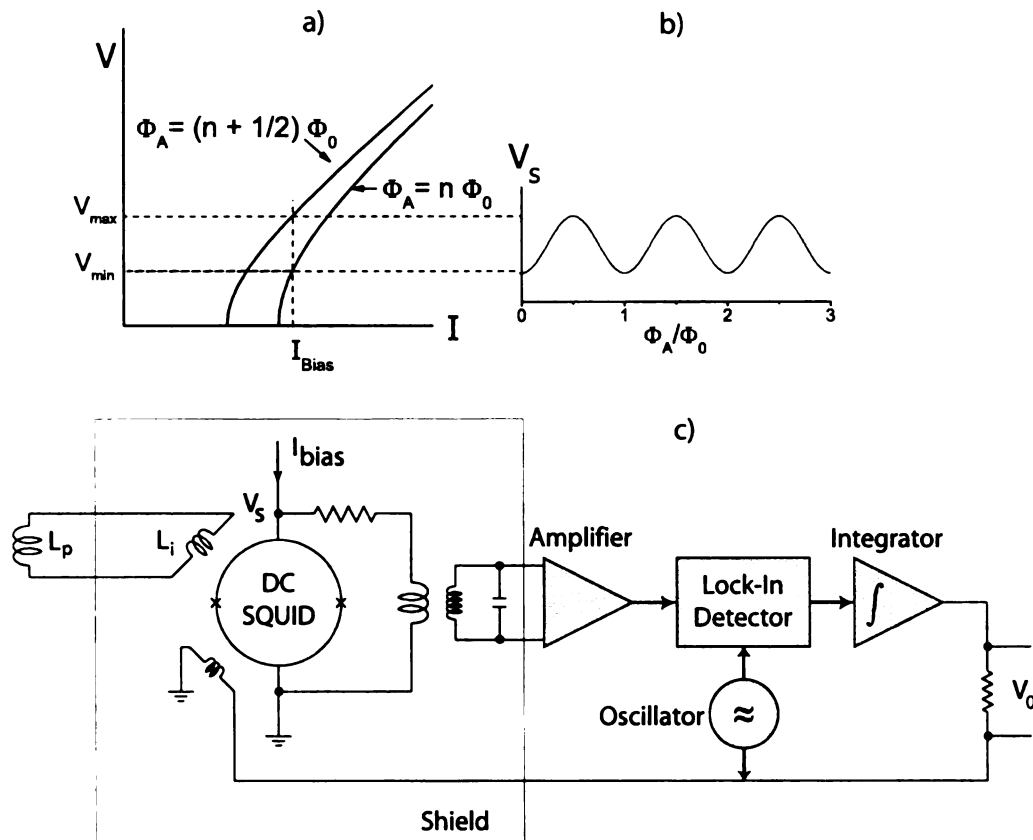 a)
V
Φ_A = (n + 1/2) Φ_0
Φ_A = n Φ_0
V_max
V_min
I
I_Bias
b)
V_s
0 1 2 3
Φ_A/Φ_0
c)
I_bias
V_s
L_p
L_i
DC
SQUID
Amplifier
Lock-In
Detector
Integrator
∫
Oscillator
≈
V_0
Shield